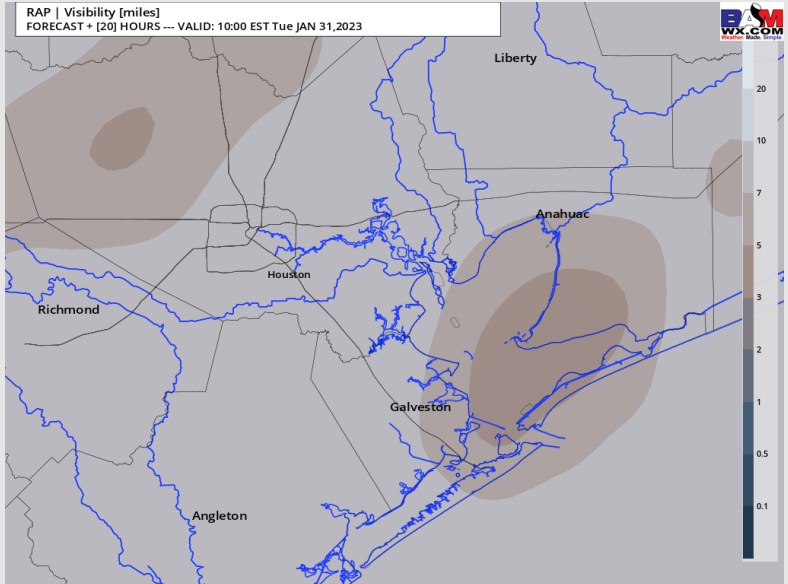 RAP | Visibility [miles]
FORECAST + [20] HOURS --- VALID: 10:00 EST Tue JAN 31,2023
BAM
WX.COM
Weather. Made. Simple.
Liberty
20
10
7
Anahuac
5
Houston
3
Richmond
2
1
Galveston
0.5
0.1
Angleton